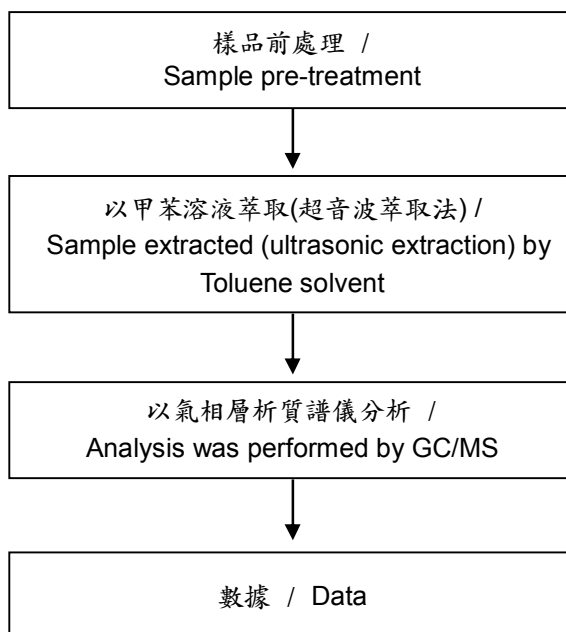 樣品前處理 /
Sample pre-treatment
以甲苯溶液萃取(超音波萃取法) /
Sample extracted (ultrasonic extraction) by
Toluene solvent
以氣相層析質譜儀分析 /
Analysis was performed by GC/MS
數據 / Data